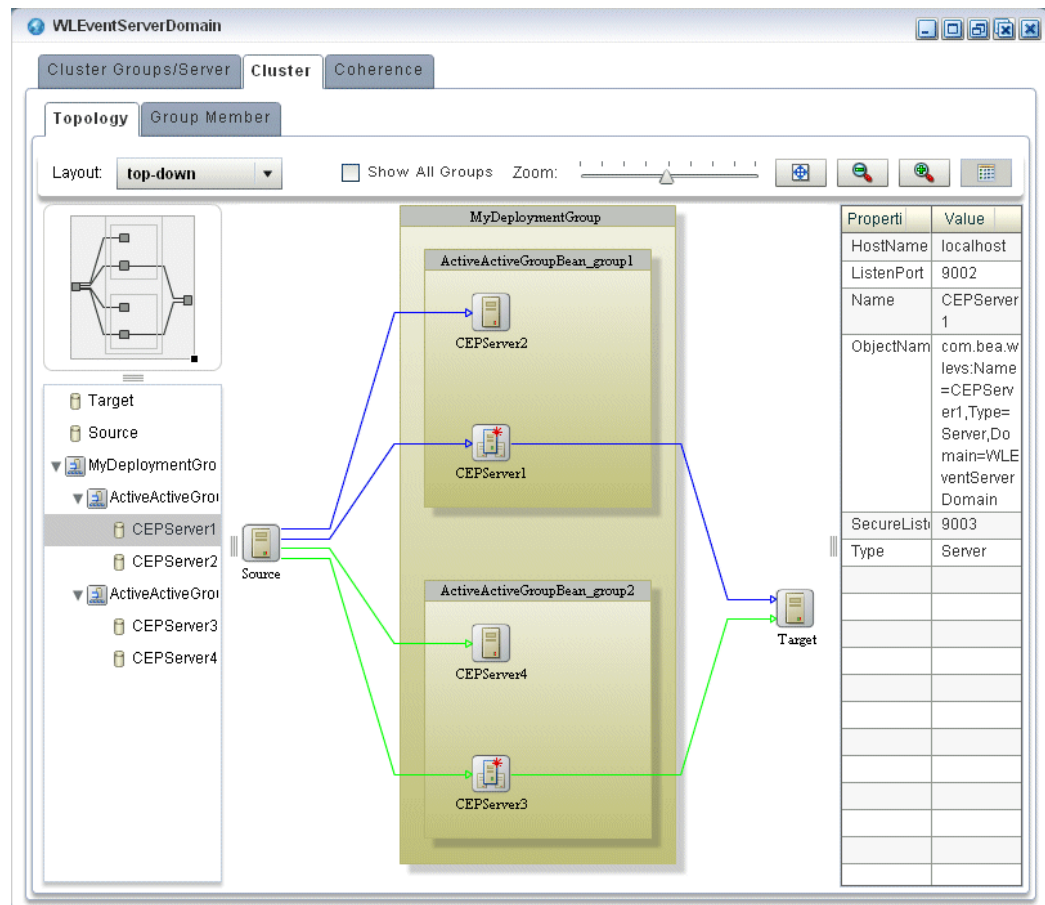 WLEventServerDomain
Cluster Groups/Server
Cluster
Coherence
Topology
Group Member
Layout:
top-down
Show All Groups
Zoom:
Target
Source
MyDeploymentGro
ActiveActiveGro
CEPServer1
CEPServer2
ActiveActiveGro
CEPServer3
CEPServer4
Source
MyDeploymentGroup
ActiveActiveGroupBean_group1
CEPServer2
CEPServer1
ActiveActiveGroupBean_group2
CEPServer4
CEPServer3
Target
Properti Value
HostName localhost
ListenPort 9002
Name CEPServer
1
ObjectNam com.bea.w
levs:Name
=CEPServ
er1,Type=
Server,Do
main=WLE
ventServer
Domain
SecureListe 9003
Type Server